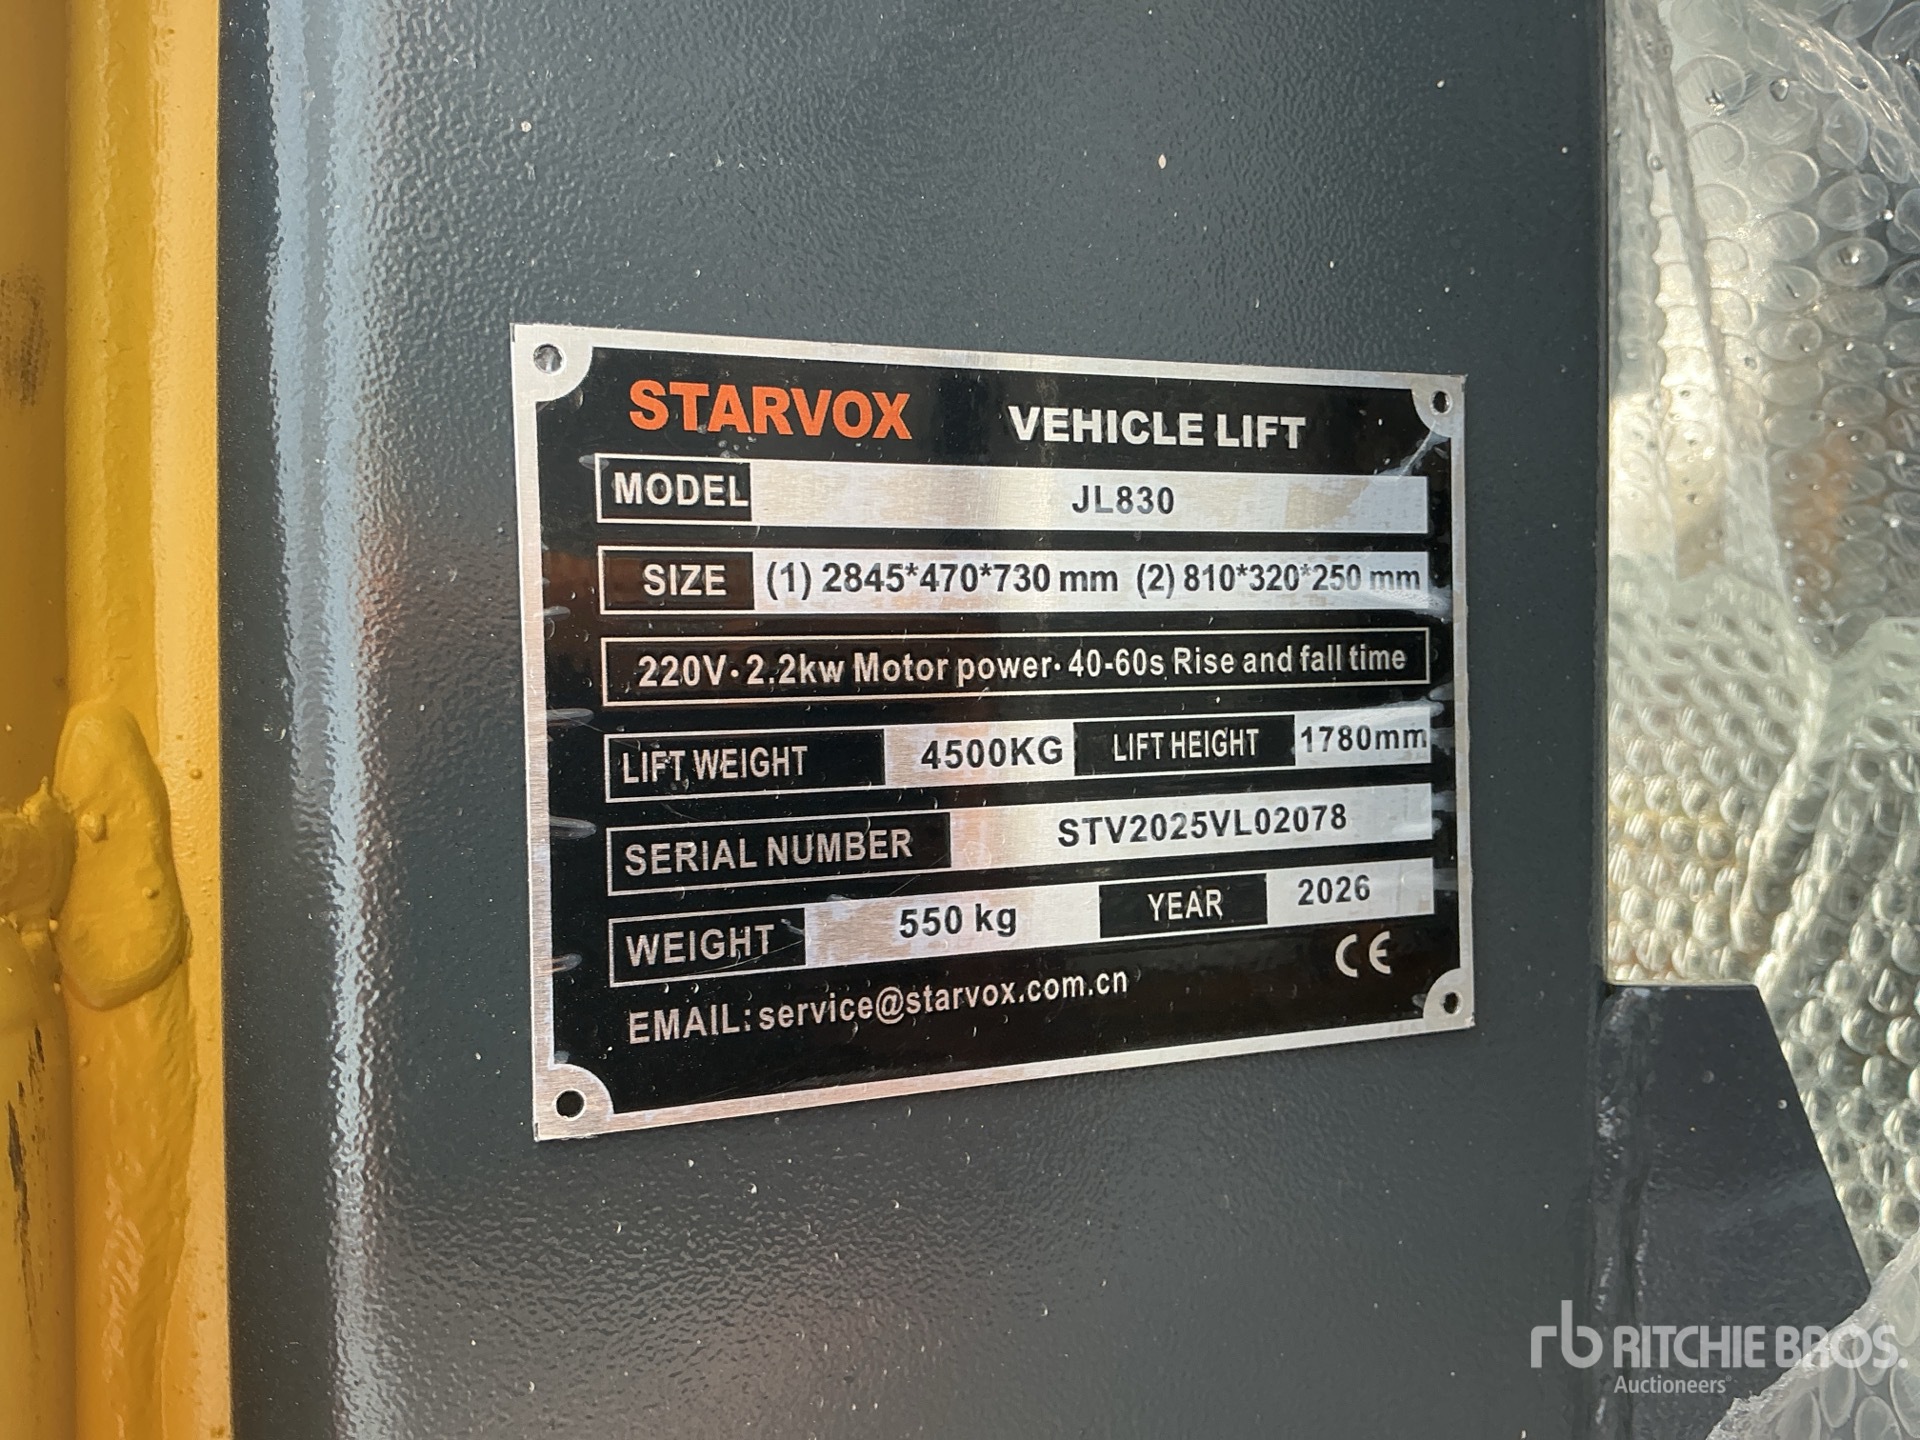 STARVOX VEHICLE LIFT
MODEL JL830
SIZE (1) 2845*470*730 mm (2) 810*320*250 mm
220V·2.2kw Motor power·40-60s Rise and fall time
LIFT WEIGHT 4500KG LIFT HEIGHT 1780mm
SERIAL NUMBER STV2025VL02078
WEIGHT 550 kg YEAR 2026
EMAIL:service@starvox.com.cn CE
rb RITCHIE BROS.
Auctioneers